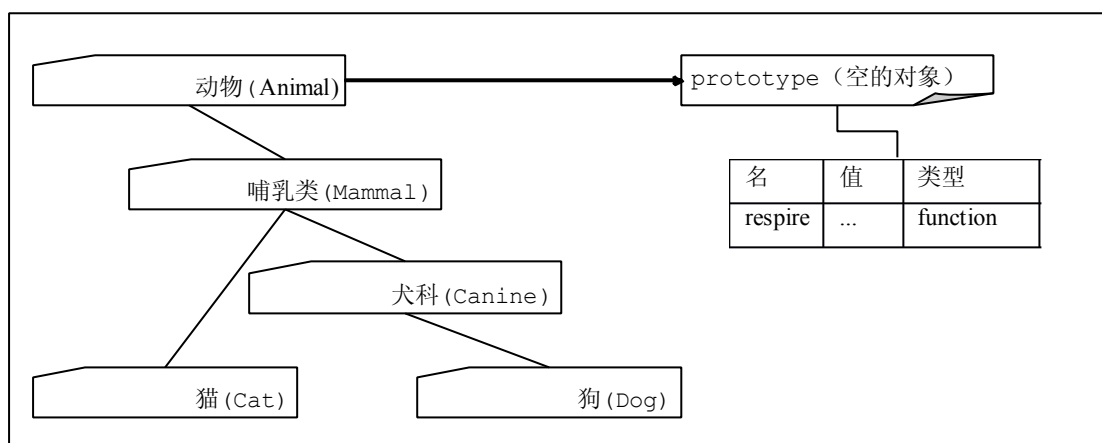 动物(Animal)
prototype（空的对象）
哺乳类(Mammal)
名 值 类型
respire ... function
犬科(Canine)
猫(Cat)
狗(Dog)